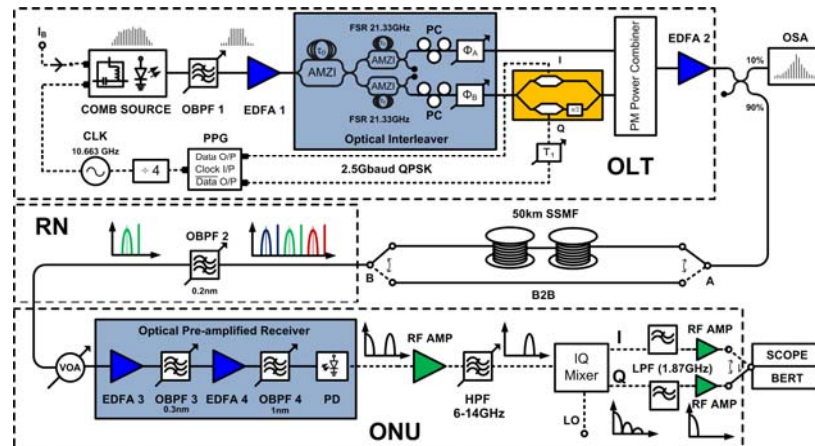 I_B
COMB SOURCE
OBPF 1
EDFA 1
FSR 21.33GHz
τ0
AMZI
AMZI
AMZI
FSR 21.33GHz
PC
PC
Φ_A
Φ_B
Optical Interleaver
I
Q
π/2
T_1
PM Power Combiner
EDFA 2
OLT
10%
90%
OSA
CLK
10.663 GHz
÷ 4
PPG
Data O/P
Clock I/P
Data O/P
2.5Gbaud QPSK
RN
OBPF 2
0.2nm
50km SSMF
B
A
B2B
VOA
Optical Pre-amplified Receiver
EDFA 3
OBPF 3
0.3nm
EDFA 4
OBPF 4
1nm
PD
RF AMP
HPF
6-14GHz
IQ
Mixer
LO
I
Q
LPF (1.87GHz)
RF AMP
RF AMP
SCOPE
BERT
ONU